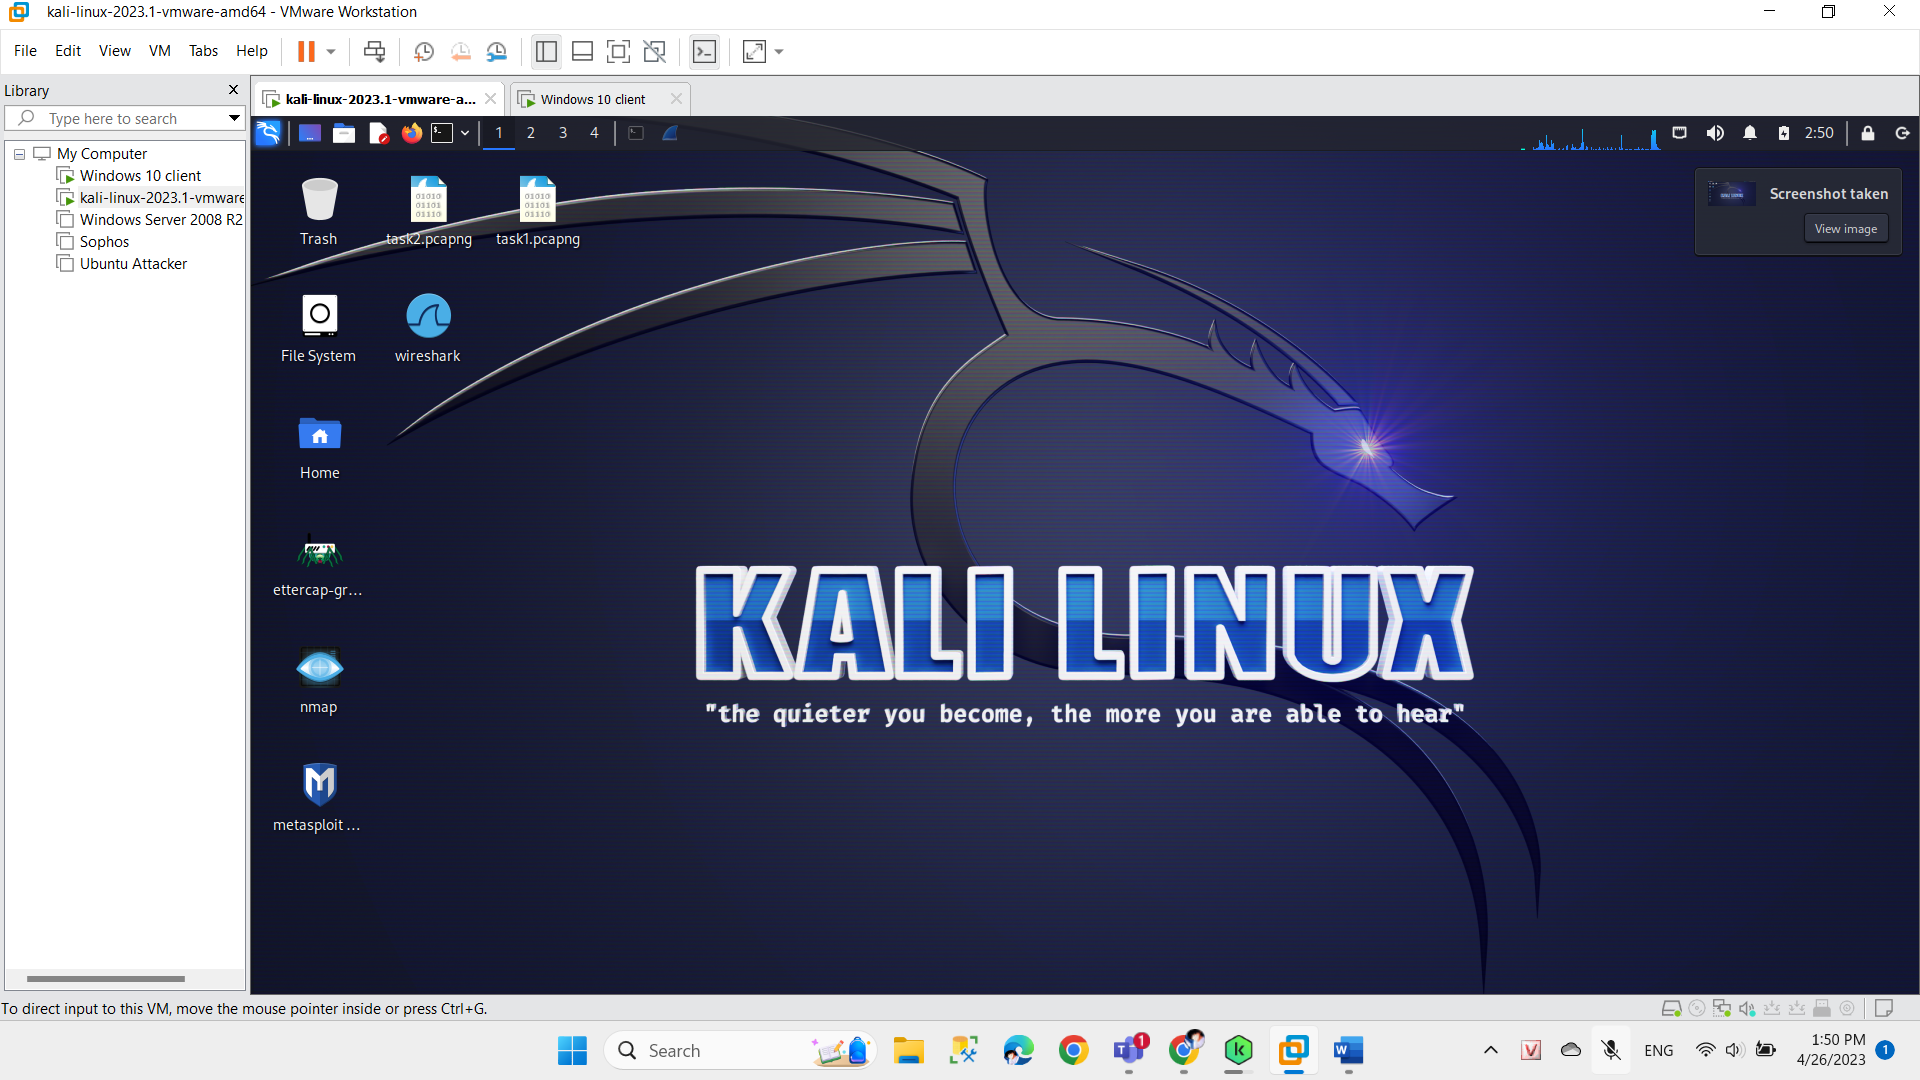 kali-linux-2023.1-vmware-amd64 - VMware Workstation
File Edit View VM Tabs Help
Library
kali-linux-2023.1-vmware-a...
Windows 10 client
Type here to search
1 2 3 4
2:50
My Computer
Windows 10 client
kali-linux-2023.1-vmware
Windows Server 2008 R2
Sophos
Ubuntu Attacker
Screenshot taken
View image
Trash
task2.pcapng
task1.pcapng
File System
wireshark
Home
ettercap-gr...
nmap
metasploit ...
KALI LINUX
"the quieter you become, the more you are able to hear"
To direct input to this VM, move the mouse pointer inside or press Ctrl+G.
Search
1
ENG
1:50 PM
4/26/2023
1